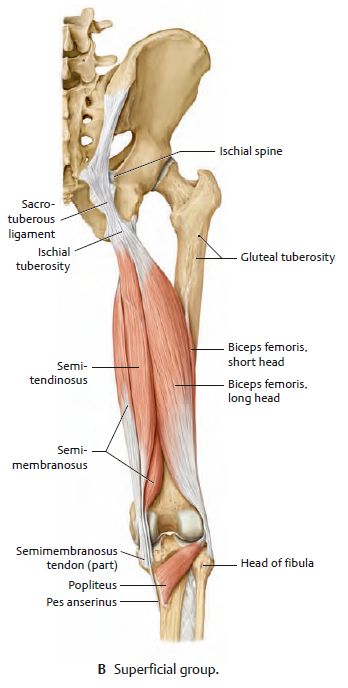 Ischial spine
Sacro-
tuberous
ligament
Ischial
tuberosity
Gluteal tuberosity
Biceps femoris,
short head
Semi-
tendinosus
Biceps femoris,
long head
Semi-
membranosus
Semimembranosus
tendon (part)
Head of fibula
Popliteus
Pes anserinus
B Superficial group.